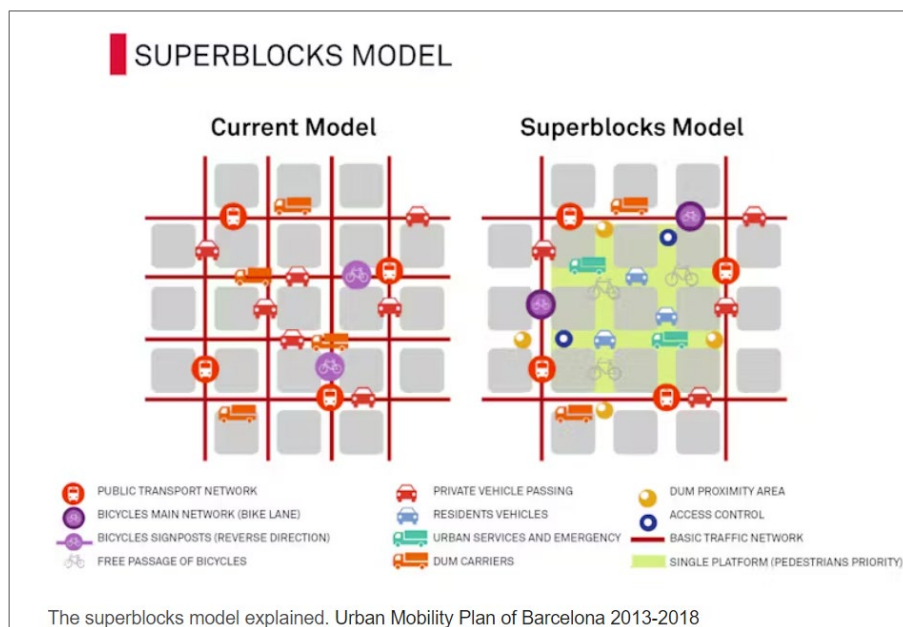 SUPERBLOCKS MODEL
Current Model
Superblocks Model
PUBLIC TRANSPORT NETWORK
BICYCLES MAIN NETWORK (BIKE LANE)
BICYCLES SIGNPOSTS (REVERSE DIRECTION)
FREE PASSAGE OF BICYCLES
PRIVATE VEHICLE PASSING
RESIDENTS VEHICLES
URBAN SERVICES AND EMERGENCY
DUM CARRIERS
DUM PROXIMITY AREA
ACCESS CONTROL
BASIC TRAFFIC NETWORK
SINGLE PLATFORM (PEDESTRIANS PRIORITY)
The superblocks model explained. Urban Mobility Plan of Barcelona 2013-2018